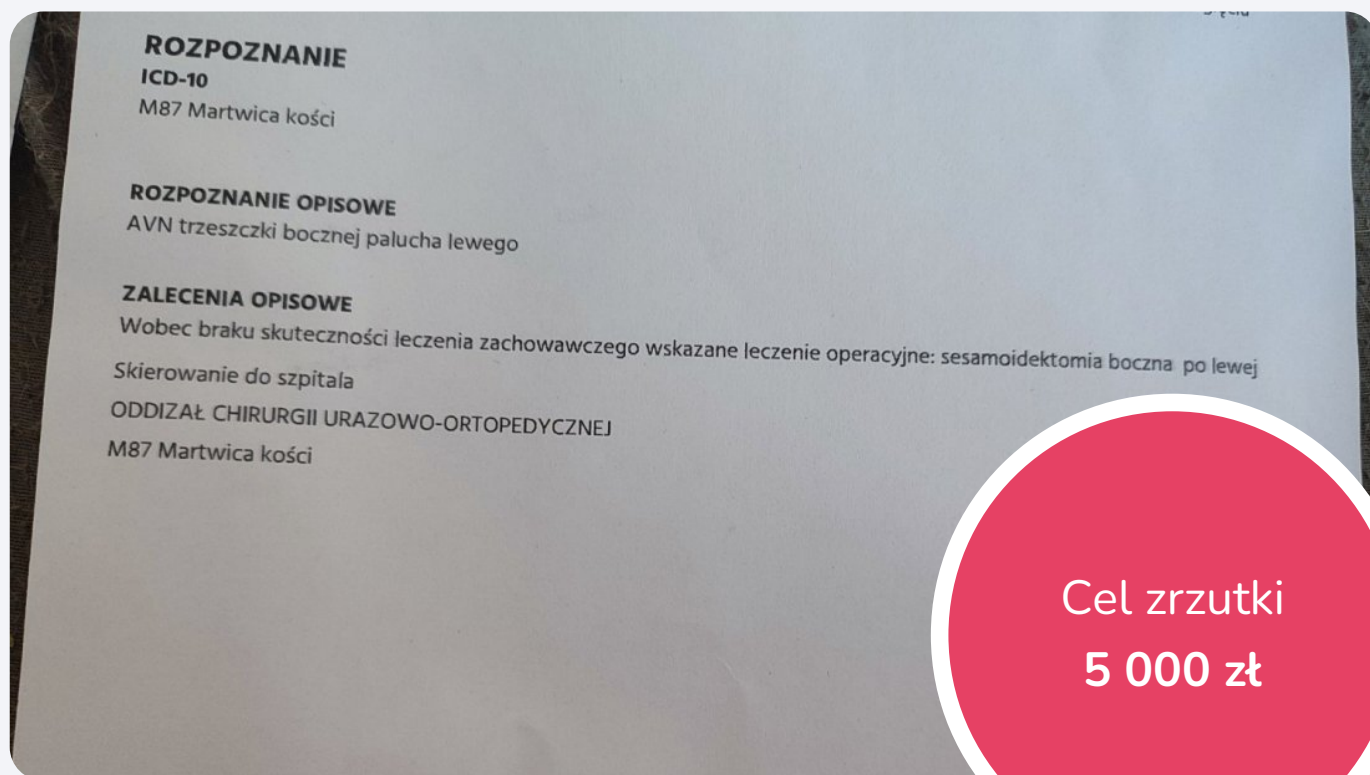 ROZPOZNANIE
ICD-10
M87 Martwica kości
ROZPOZNANIE OPISOWE
AVN trzeszczki bocznej palucha lewego
ZALECENIA OPISOWE
Wobec braku skuteczności leczenia zachowawczego wskazane leczenie operacyjne: sesamoidektomia boczna po lewej
Skierowanie do szpitala
ODDIZAŁ CHIRURGII URAZOWO-ORTOPEDYCZNEJ
M87 Martwica kości
Cel zrzutki
5 000 zł